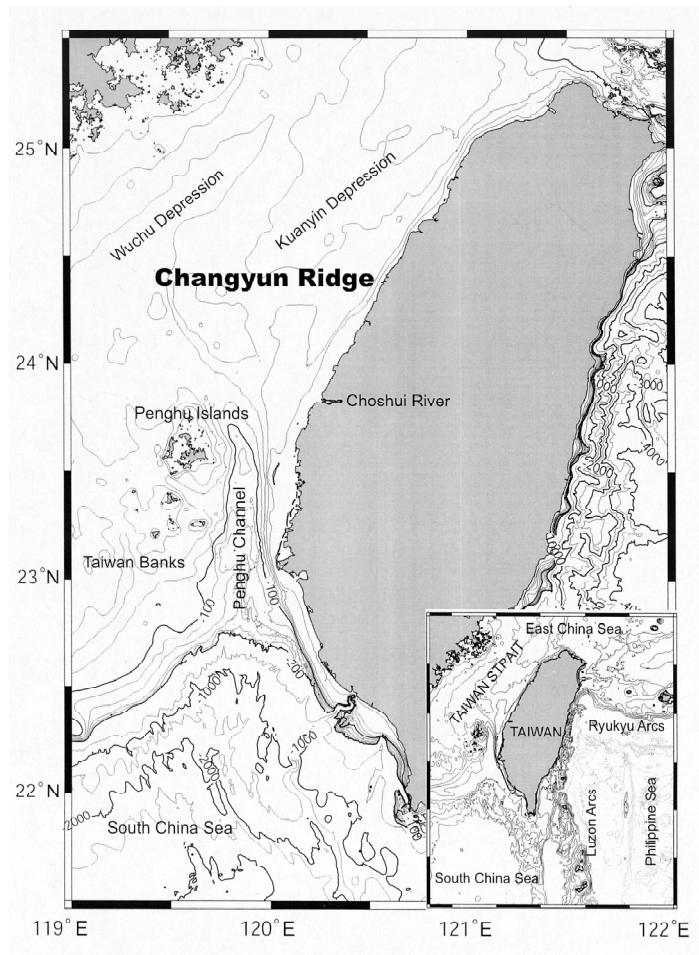 25°N
Wuchu Depression
Kuanyin Depression
Changyun Ridge
24°N
3000
4000
Choshui River
Penghu Islands
Penghu Channel
Taiwan Banks
23°N
100
100
East China Sea
TAIWAN STRAIT
TAIWAN
Ryukyu Arcs
Luzon Arcs
Philippine Sea
South China Sea
1000
1000
2000
2000
22°N
South China Sea
119°E
120°E
121°E
122°E